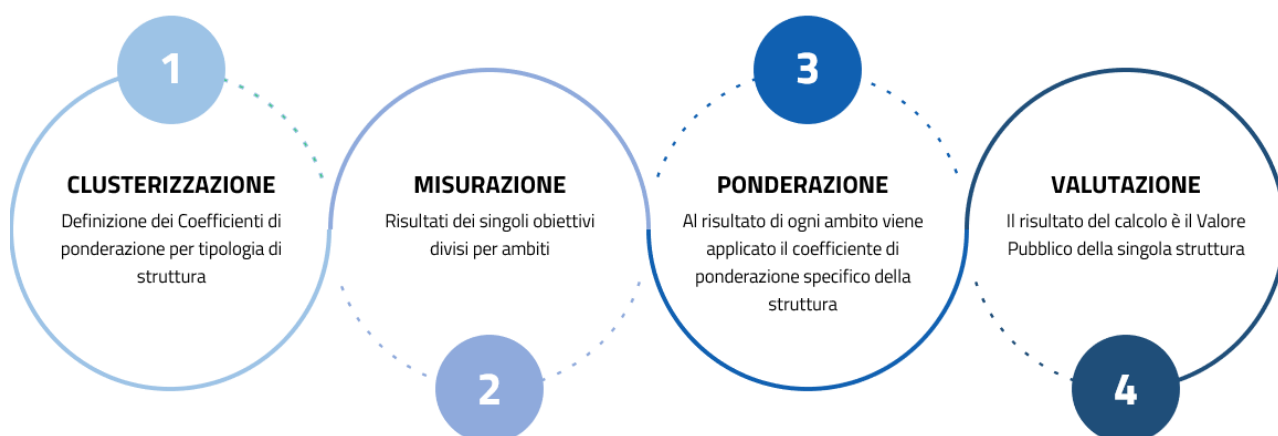 1
CLUSTERIZZAZIONE
Definizione dei Coefficienti di
ponderazione per tipologia di
struttura
MISURAZIONE
Risultati dei singoli obiettivi
divisi per ambiti
2
3
PONDERAZIONE
Al risultato di ogni ambito viene
applicato il coefficiente di
ponderazione specifico della
struttura
VALUTAZIONE
Il risultato del calcolo è il Valore
Pubblico della singola struttura
4